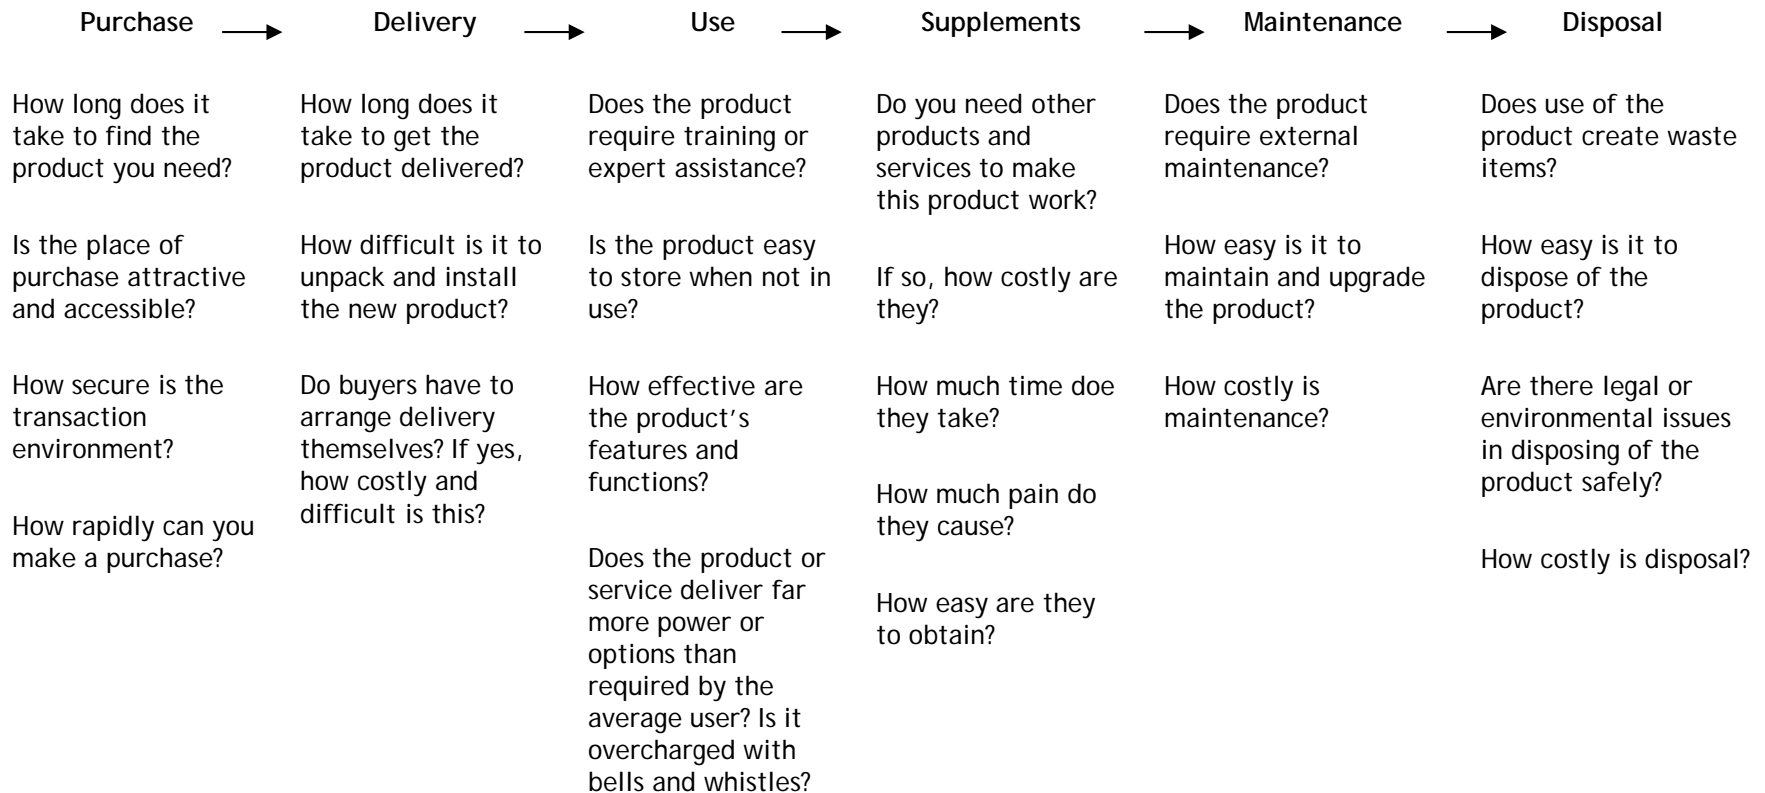 Purchase
Delivery
Use
Supplements
Maintenance
Disposal
How long does it
take to find the
product you need?
Is the place of
purchase attractive
and accessible?
How secure is the
transaction
environment?
How rapidly can you
make a purchase?
How long does it
take to get the
product delivered?
How difficult is it to
unpack and install
the new product?
Do buyers have to
arrange delivery
themselves? If yes,
how costly and
difficult is this?
Does the product
require training or
expert assistance?
Is the product easy
to store when not in
use?
How effective are
the product's
features and
functions?
Does the product or
service deliver far
more power or
options than
required by the
average user? Is it
overcharged with
bells and whistles?
Do you need other
products and
services to make
this product work?
If so, how costly are
they?
How much time doe
they take?
How much pain do
they cause?
How easy are they
to obtain?
Does the product
require external
maintenance?
How easy is it to
maintain and upgrade
the product?
How costly is
maintenance?
Does use of the
product create waste
items?
How easy is it to
dispose of the
product?
Are there legal or
environmental issues
in disposing of the
product safely?
How costly is disposal?